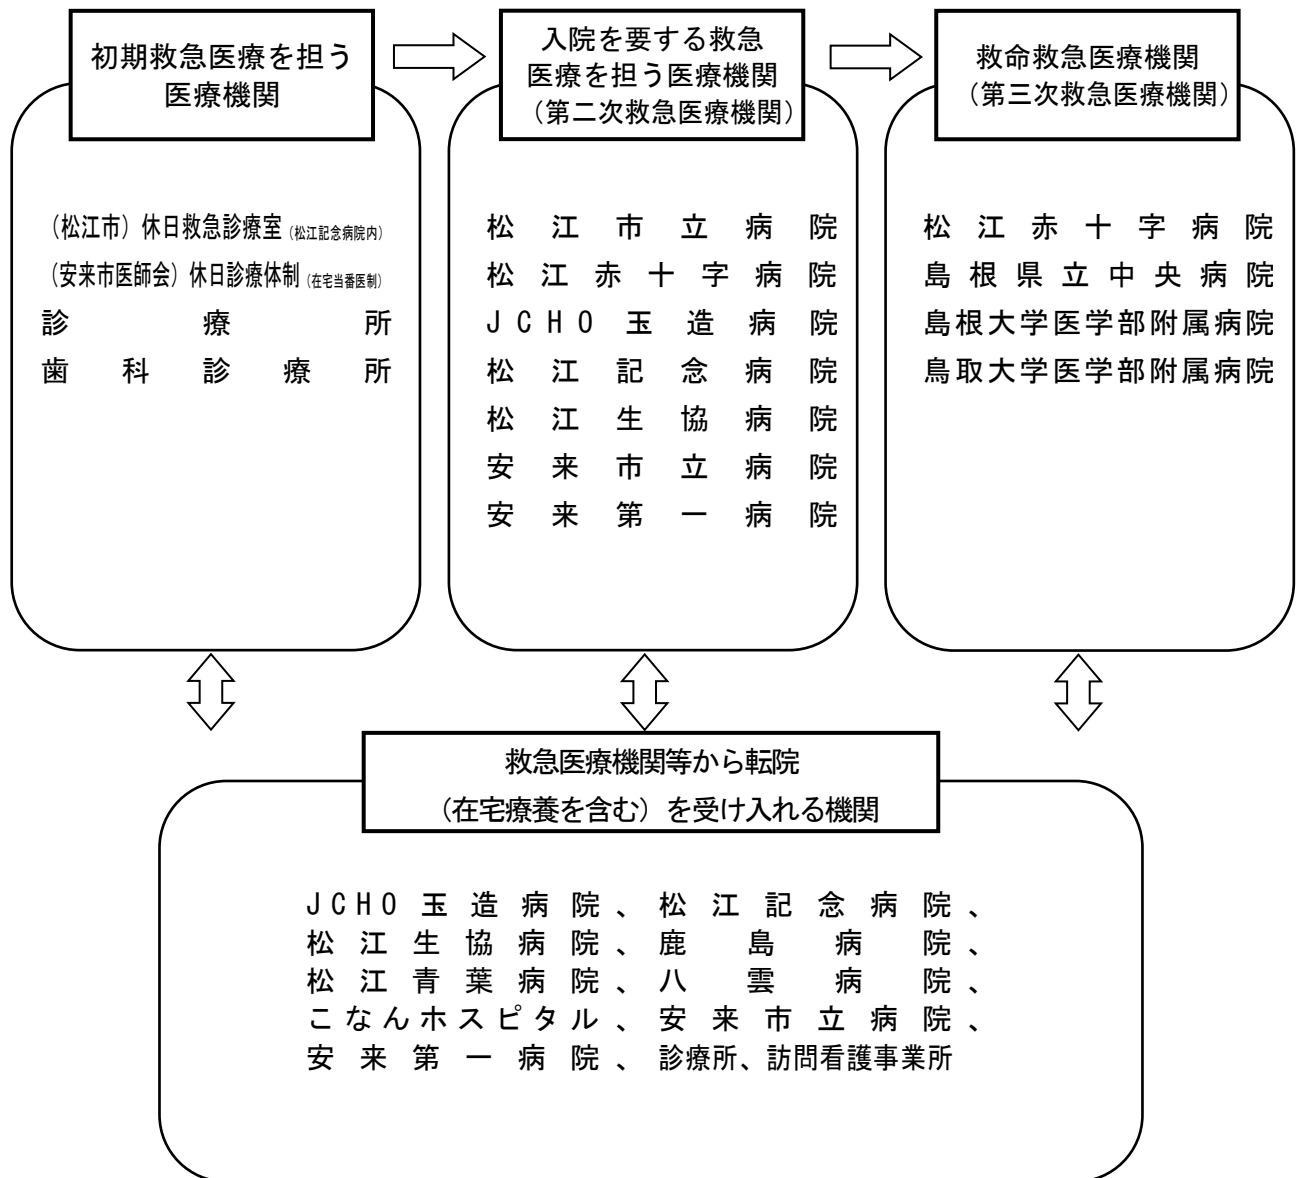 初期救急医療を担う
医療機関
(松江市)休日救急診療室(松江記念病院内)
(安来市医師会)休日診療体制(在宅当番医制)
診療所
歯科診療所
入院を要する救急
医療を担う医療機関
(第二次救急医療機関)
松江市立病院
松江赤十字病院
JCHO玉造病院
松江記念病院
松江生協病院
安来市立病院
安来第一病院
救命救急医療機関
(第三次救急医療機関)
松江赤十字病院
島根県立中央病院
島根大学医学部附属病院
鳥取大学医学部附属病院
救急医療機関等から転院
(在宅療養を含む)を受け入れる機関
JCHO玉造病院、松江記念病院、
松江生協病院、鹿島病院、
松江青葉病院、八雲病院、
こなんホスピタル、安来市立病院、
安来第一病院、診療所、訪問看護事業所